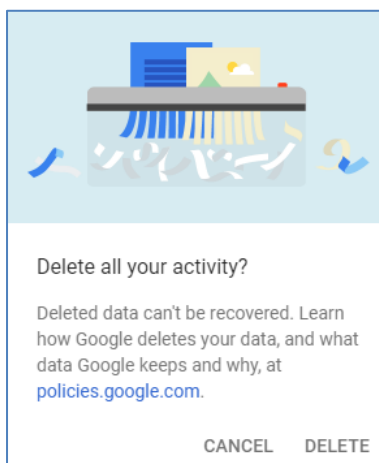 Delete all your activity?
Deleted data can't be recovered. Learn
how Google deletes your data, and what
data Google keeps and why, at
policies.google.com.
CANCEL DELETE